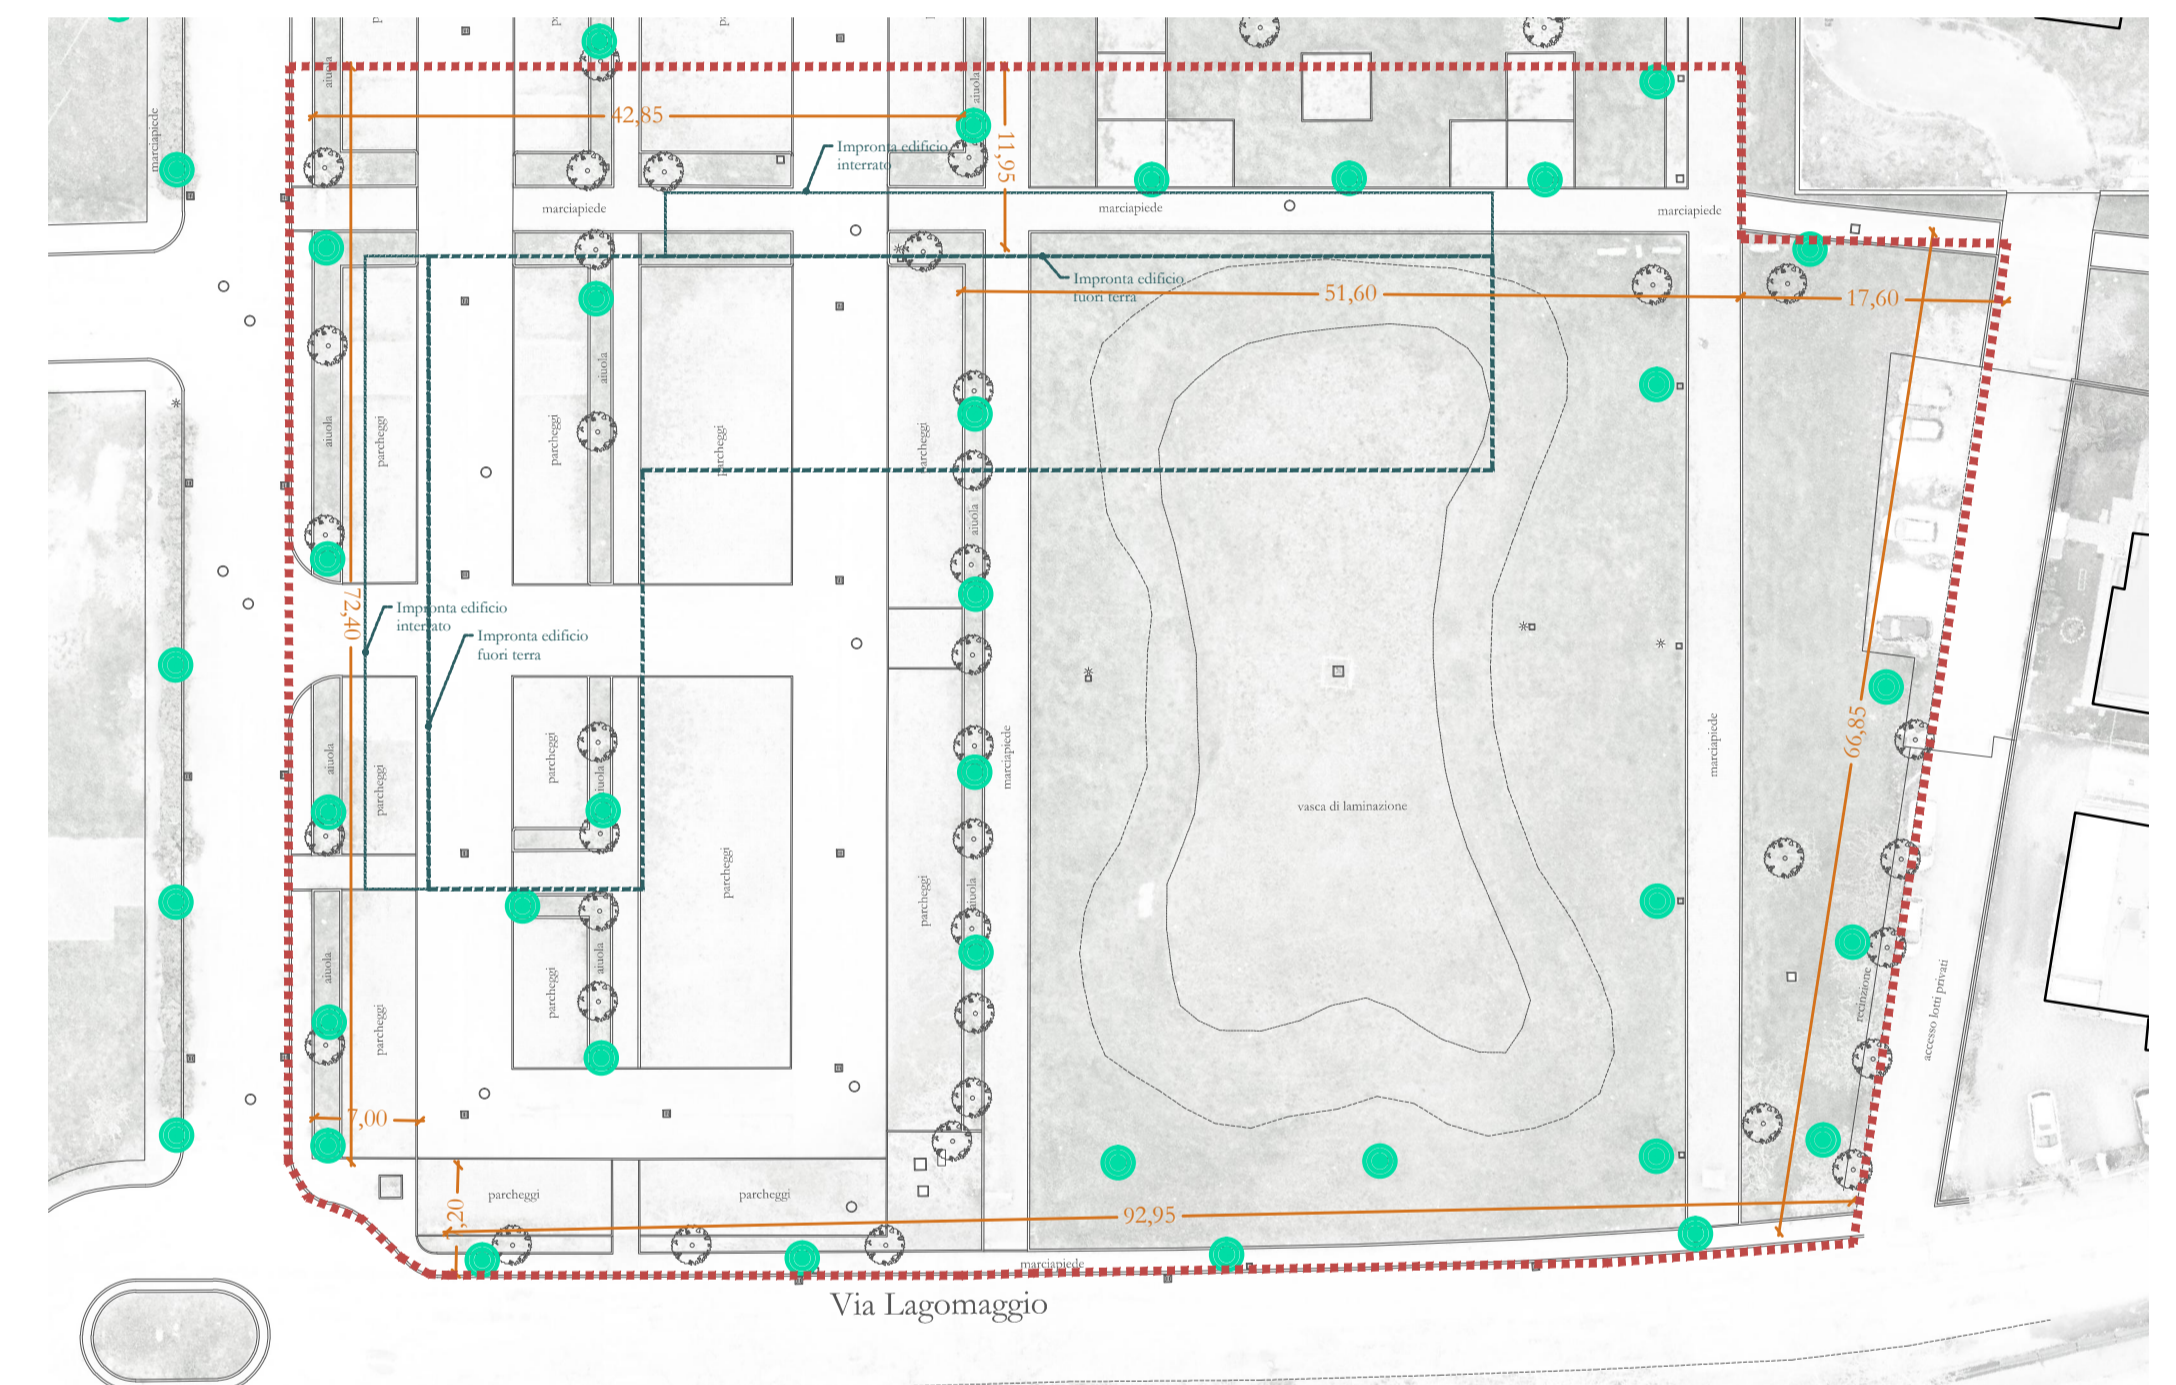 aiuola
aiuola
marciapiede
42,85
11,95
Impronta edificio
interrato
marciapiede
marciapiede
marciapiede
Impronta edificio
fuori terra
51,60
17,60
aiuola
aiuola
parcheggi
parcheggi
parcheggi
parcheggi
aiuola
72,40
Impronta edificio
interrato
Impronta edificio
fuori terra
66,85
aiuola
parcheggi
parcheggi
aiuola
marciapiede
marciapiede
vasca di laminazione
parcheggi
parcheggi
aiuola
aiuola
parcheggi
parcheggi
aiuola
recinzione
accesso lotti privati
7,00
parcheggi
parcheggi
,20
92,95
marciapiede
Via Lagomaggio